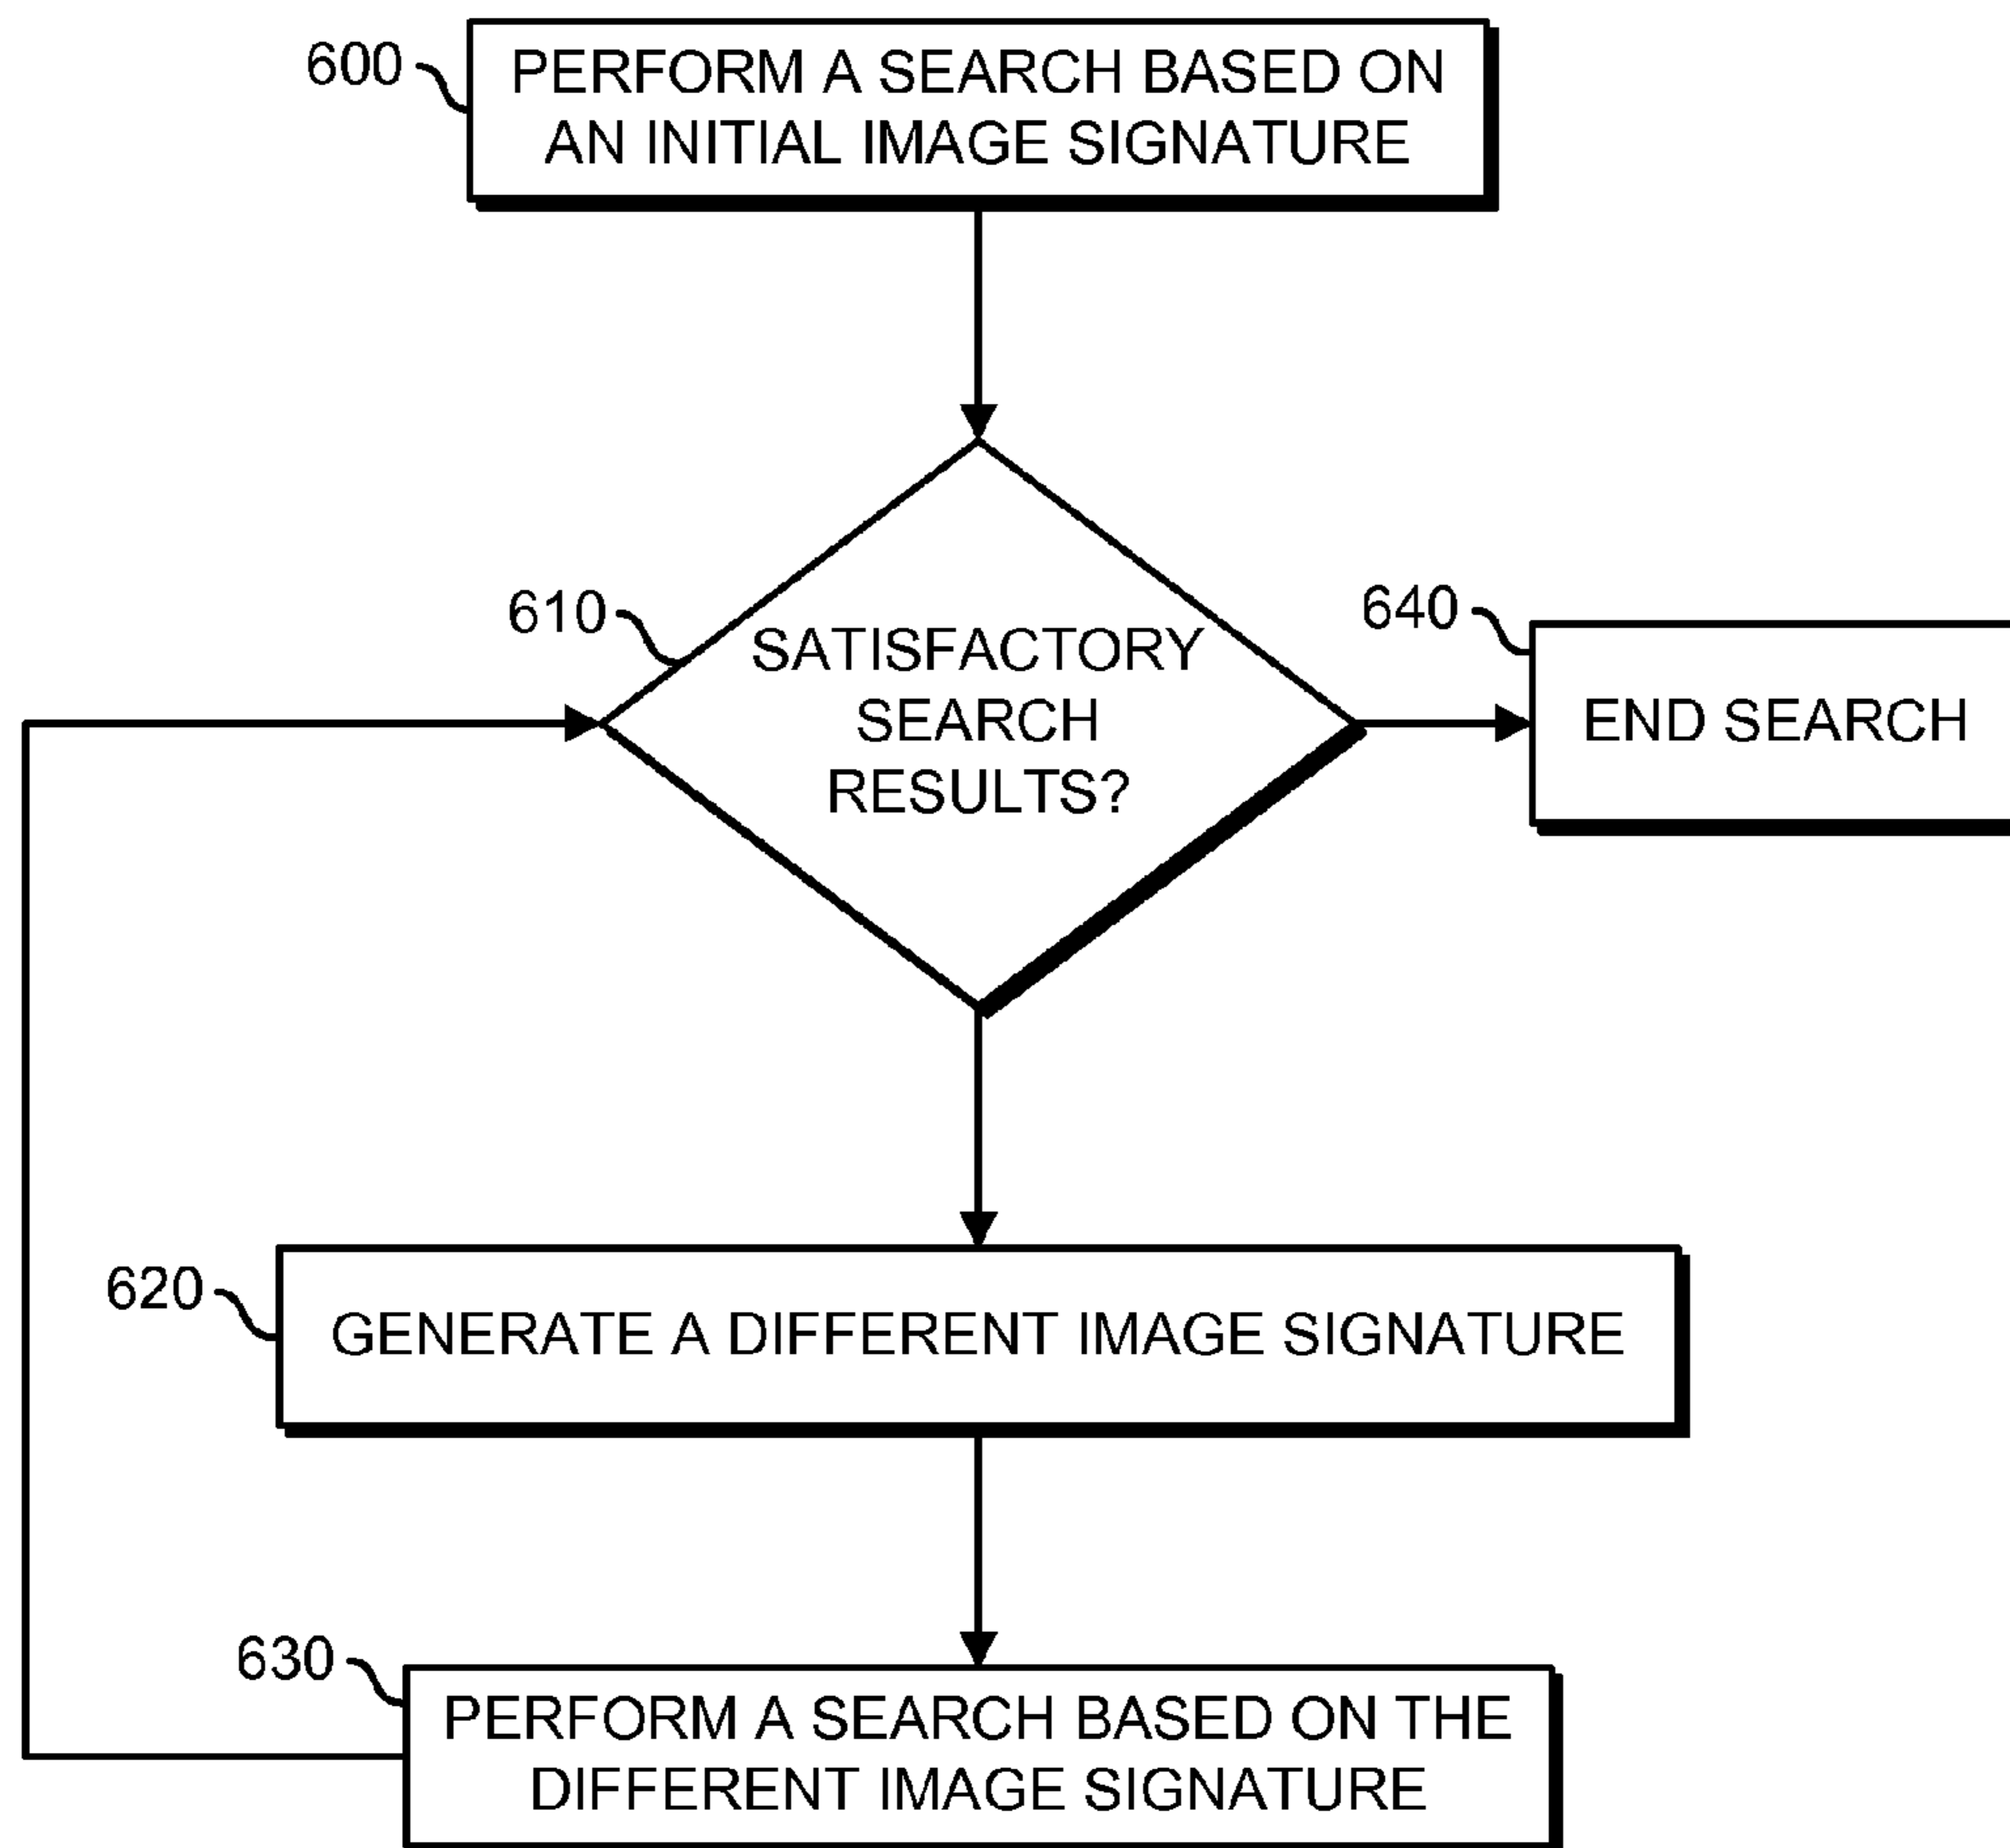 600
PERFORM A SEARCH BASED ON
AN INITIAL IMAGE SIGNATURE
610
SATISFACTORY
SEARCH
RESULTS?
640
END SEARCH
620
GENERATE A DIFFERENT IMAGE SIGNATURE
630
PERFORM A SEARCH BASED ON THE
DIFFERENT IMAGE SIGNATURE